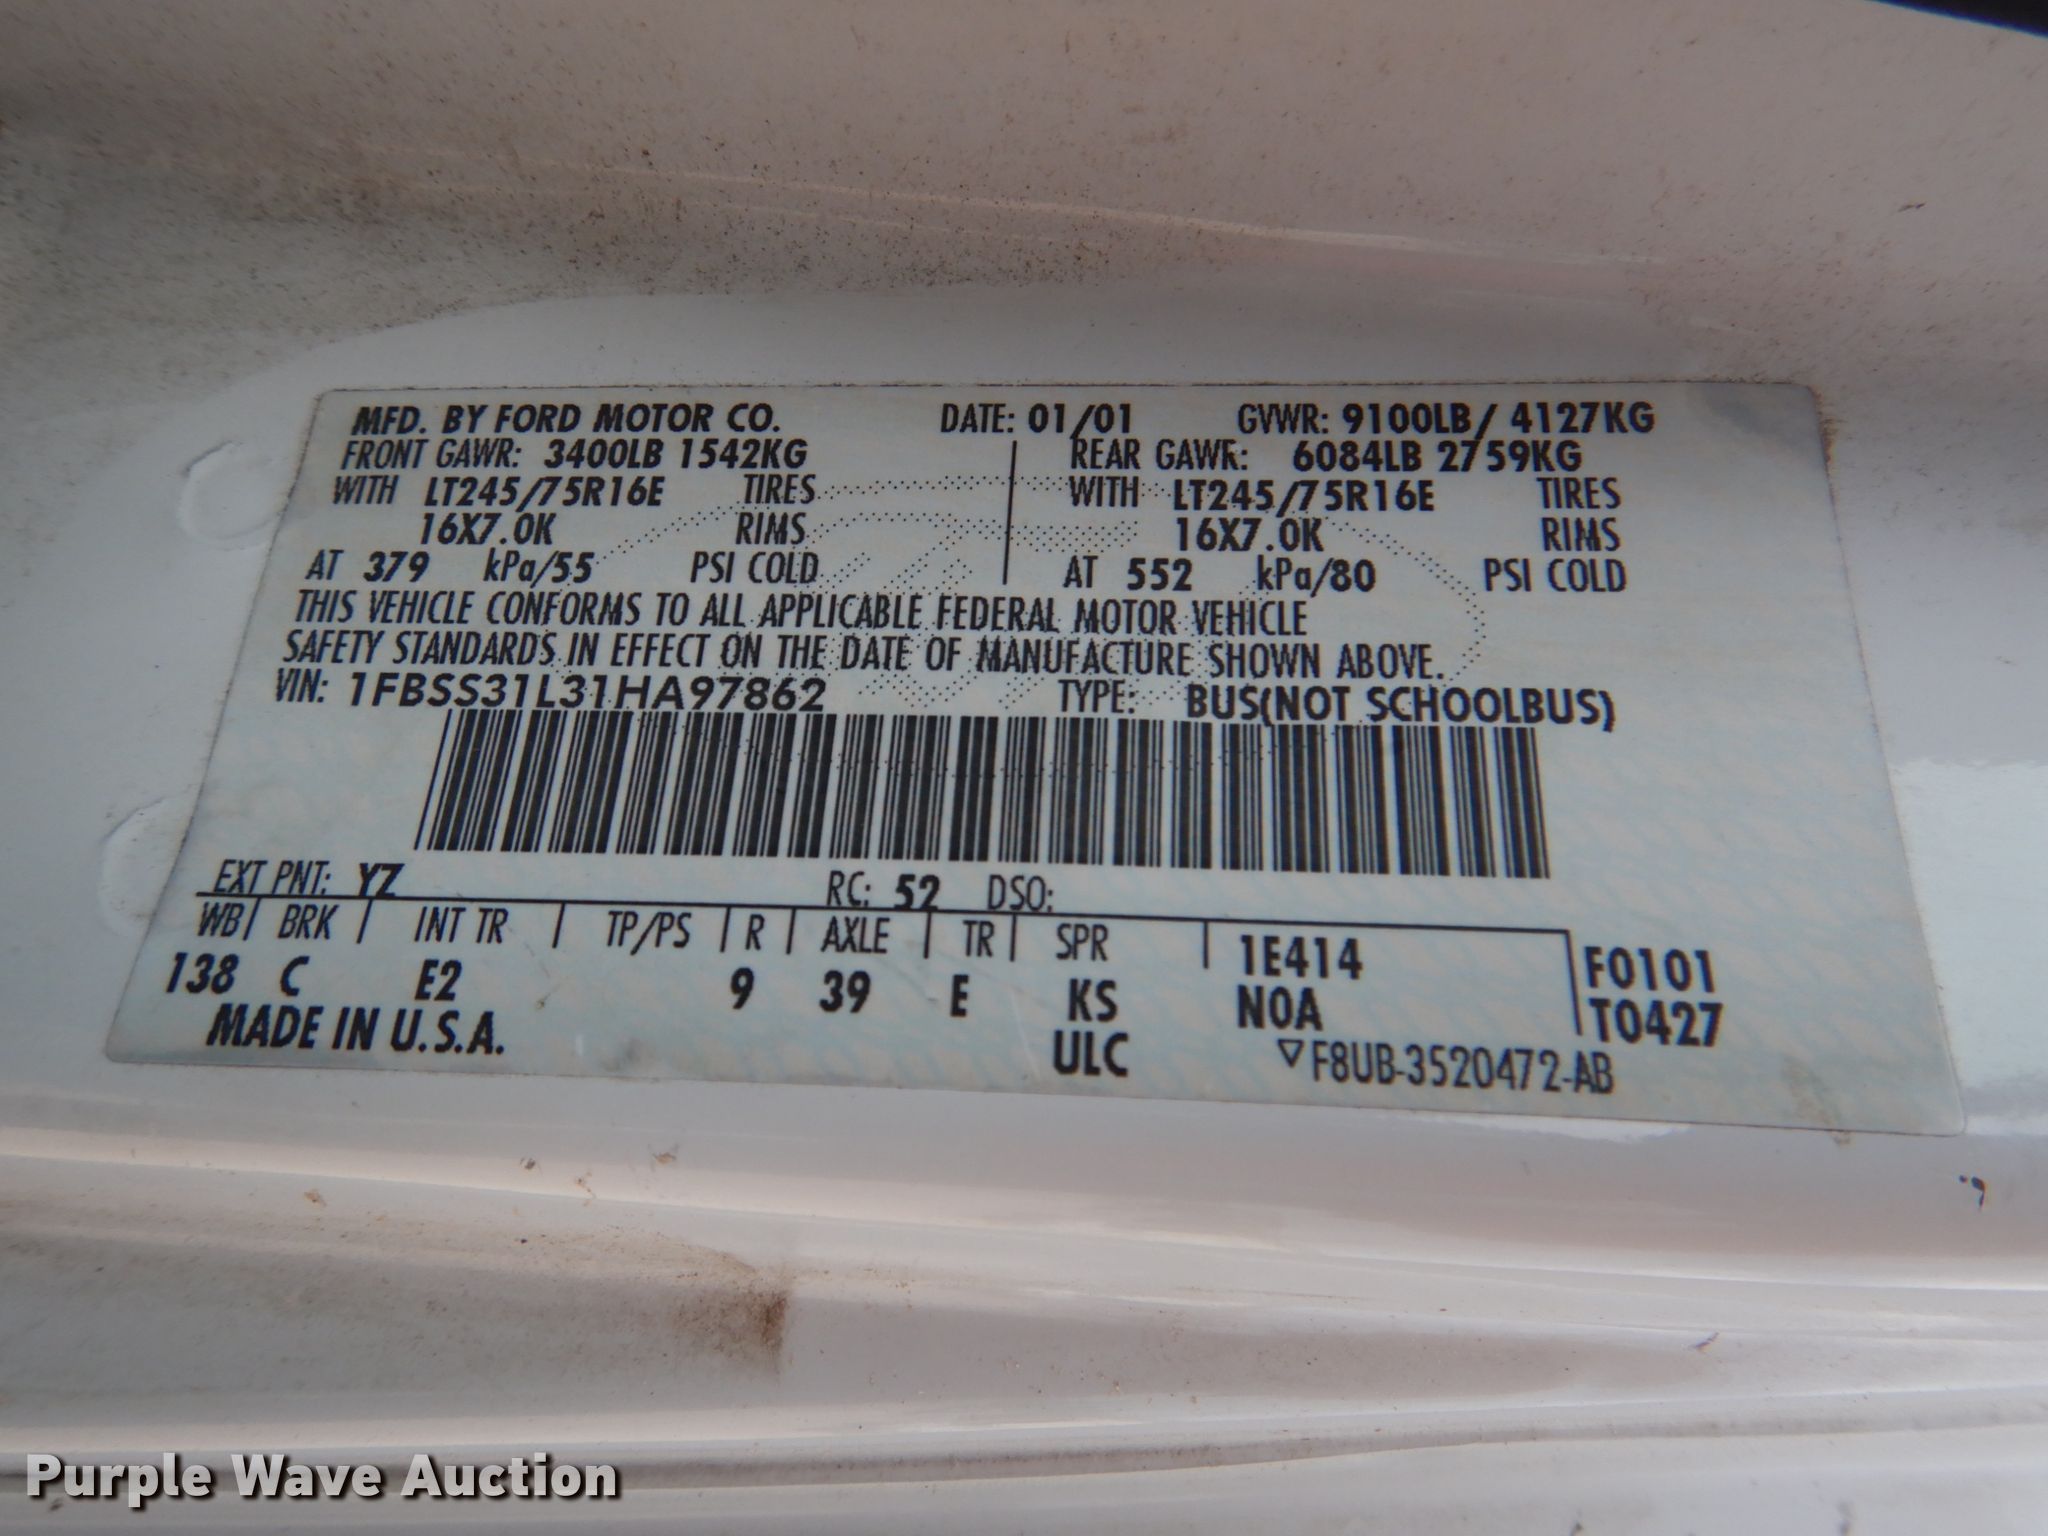 MFD. BY FORD MOTOR CO. DATE: 01/01 GVWR: 9100LB/ 4127KG
FRONT GAWR: 3400LB 1542KG REAR GAWR: 6084LB 2759KG
WITH LT245/75R16E TIRES WITH LT245/75R16E TIRES
16X7.0K RIMS 16X7.0K RIMS
AT 379 kPa/55 PSI COLD AT 552 kPa/80 PSI COLD
THIS VEHICLE CONFORMS TO ALL APPLICABLE FEDERAL MOTOR VEHICLE
SAFETY STANDARDS IN EFFECT ON THE DATE OF MANUFACTURE SHOWN ABOVE.
VIN: 1FBSS31L31HA97862 TYPE: BUS(NOT SCHOOLBUS)
EXT PNT: YZ RC: 52 DSO:
WB BRK INT TR TP/PS R AXLE TR SPR 1E414 F0101
138 C E2 9 39 E KS N0A T0427
MADE IN U.S.A. ULC ▽F8UB-3520472-AB
Purple Wave Auction